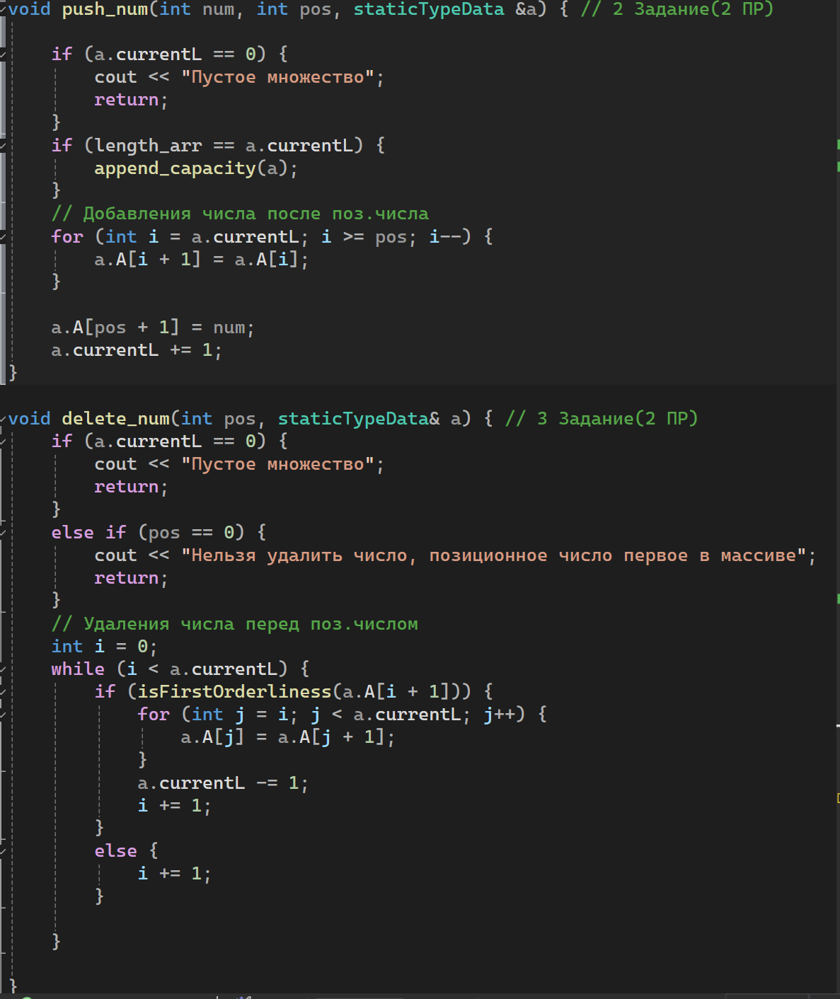 void push_num(int num, int pos, staticTypeData &a) { // 2 Задание(2 ПР)
if (a.currentL == 0) {
cout << "Пустое множество";
return;
}
if (length_arr == a.currentL) {
append_capacity(a);
}
// Добавления числа после поз.числа
for (int i = a.currentL; i >= pos; i--) {
a.A[i + 1] = a.A[i];
}
a.A[pos + 1] = num;
a.currentL += 1;
}
void delete_num(int pos, staticTypeData& a) { // 3 Задание(2 ПР)
if (a.currentL == 0) {
cout << "Пустое множество";
return;
}
else if (pos == 0) {
cout << "Нельзя удалить число, позиционное число первое в массиве";
return;
}
// Удаления числа перед поз.числом
int i = 0;
while (i < a.currentL) {
if (isFirstOrderliness(a.A[i + 1])) {
for (int j = i; j < a.currentL; j++) {
a.A[j] = a.A[j + 1];
}
a.currentL -= 1;
i += 1;
}
else {
i += 1;
}
}
}